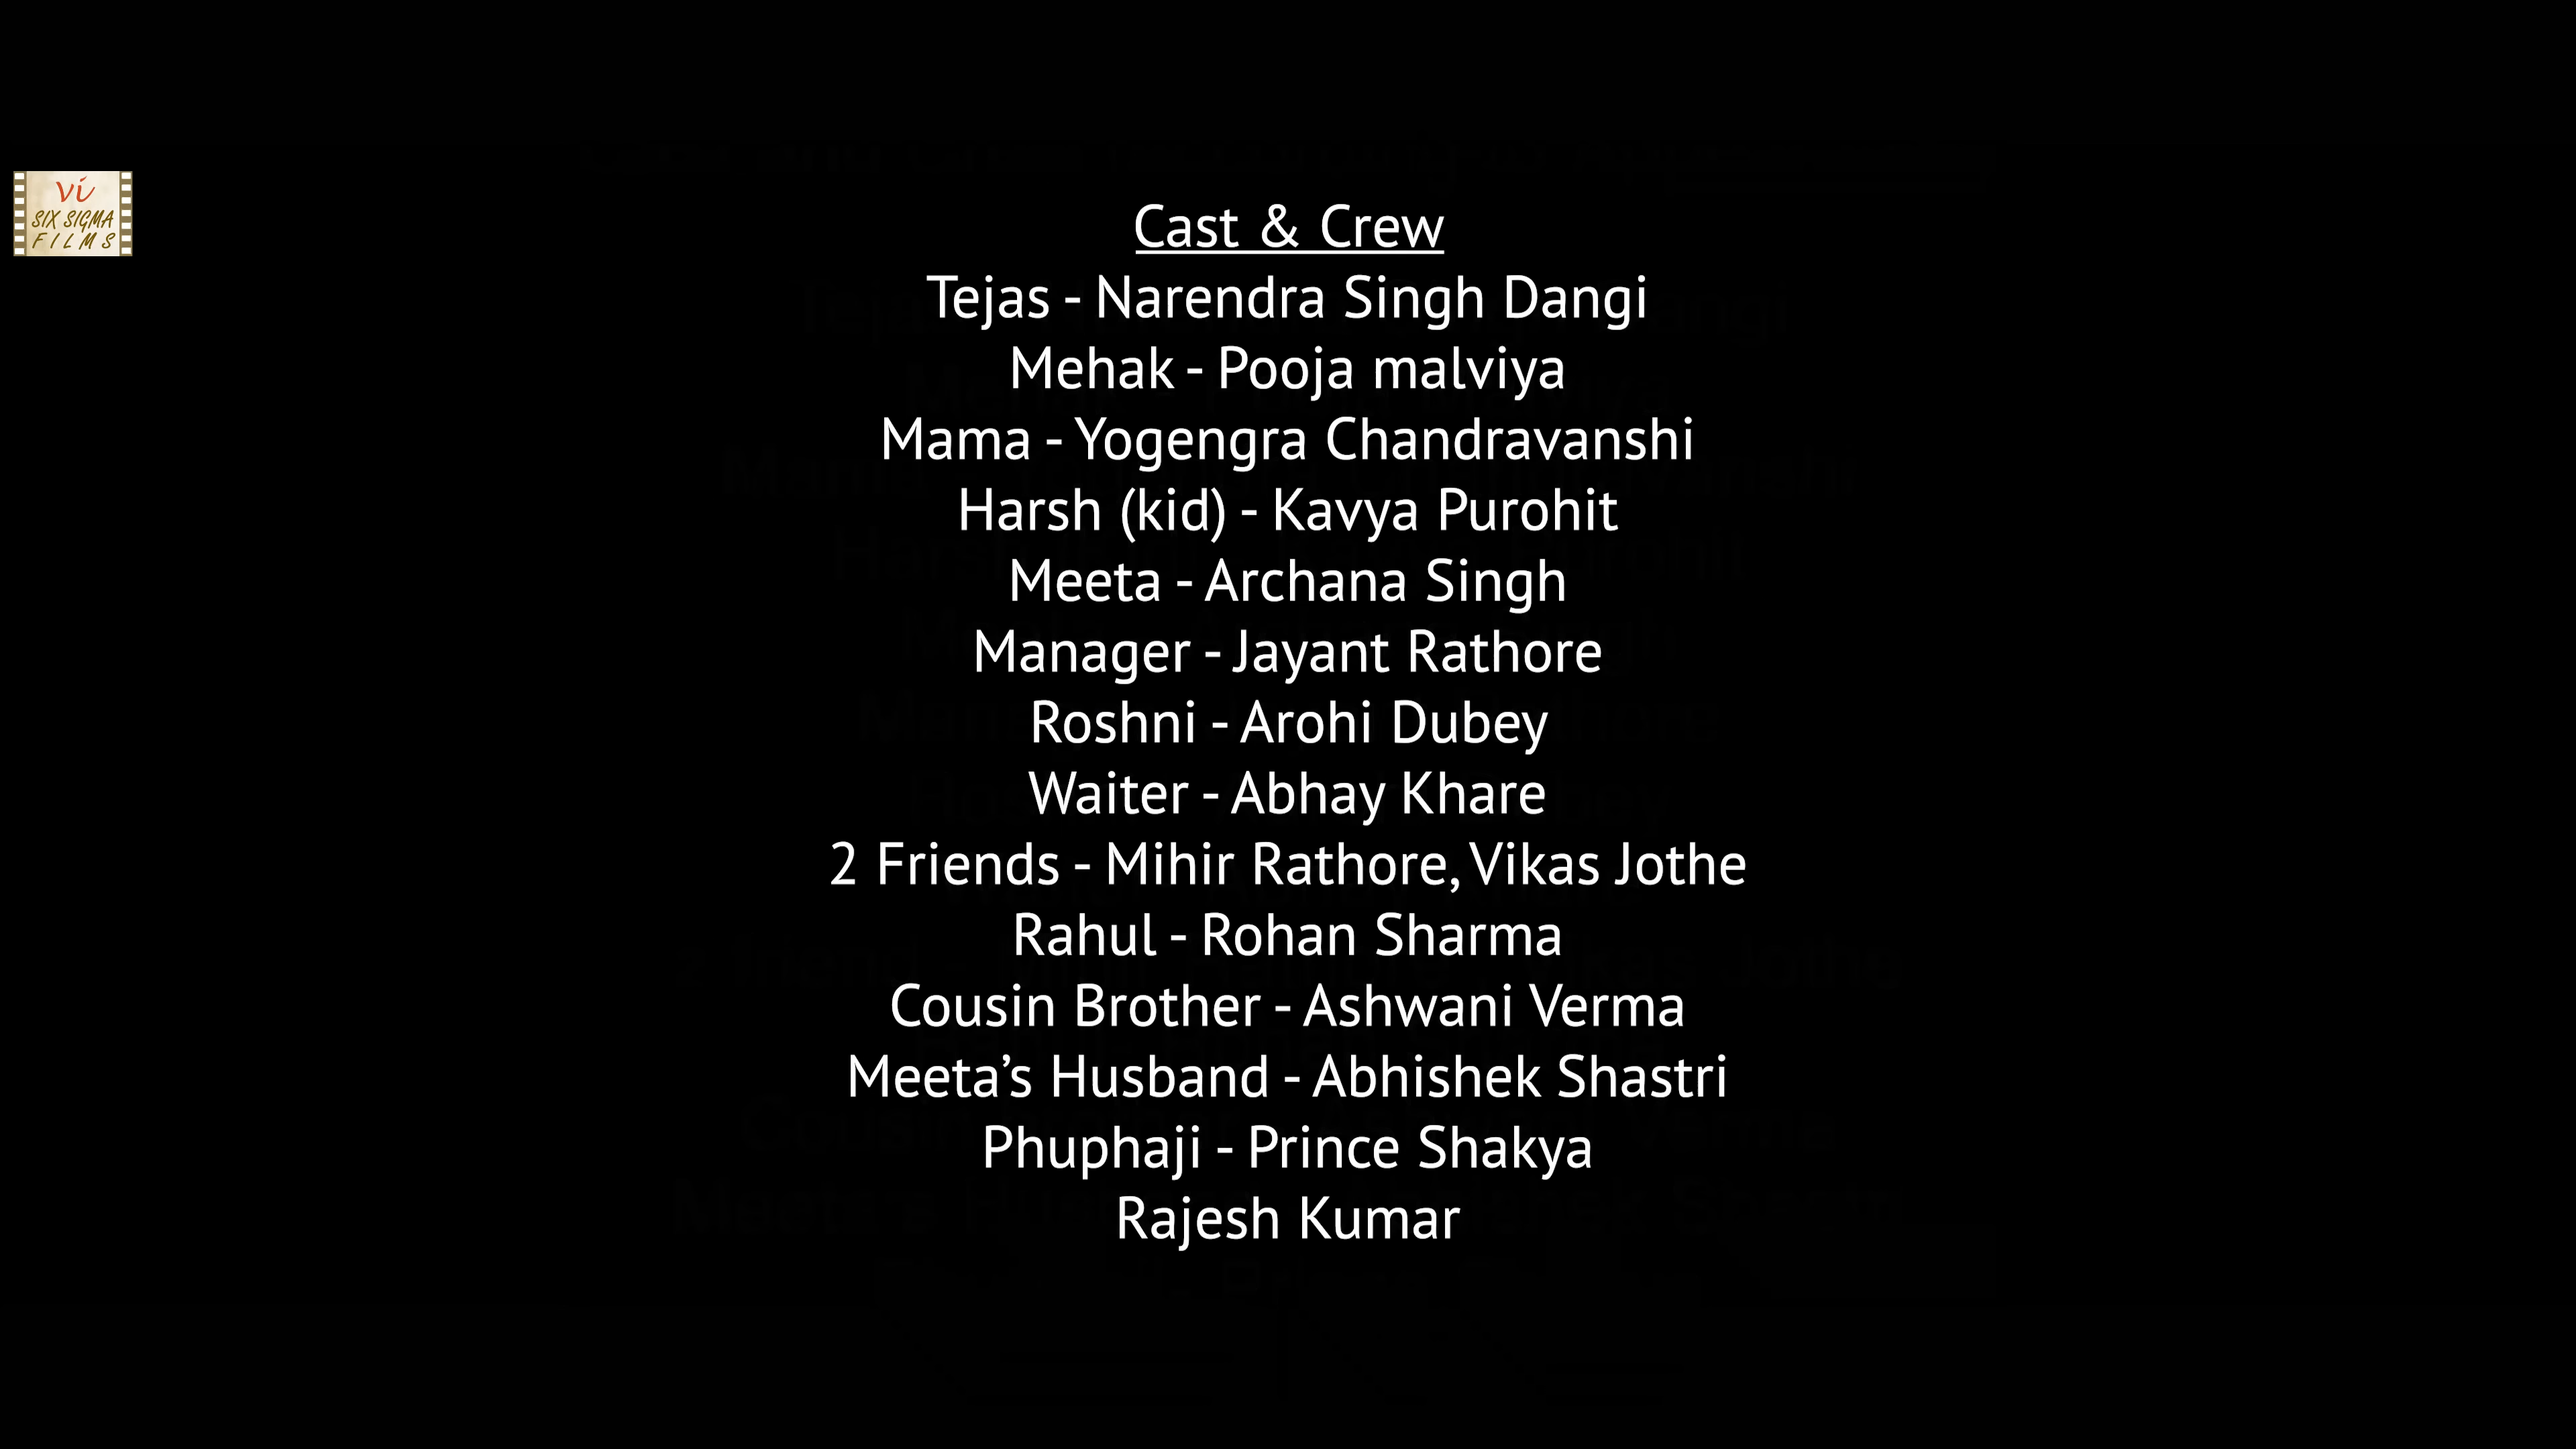 vi
SIX SIGMA
FILMS
Cast & Crew
Tejas - Narendra Singh Dangi
Mehak - Pooja malviya
Mama - Yogengra Chandravanshi
Harsh (kid) - Kavya Purohit
Meeta - Archana Singh
Manager - Jayant Rathore
Roshni - Arohi Dubey
Waiter - Abhay Khare
2 Friends - Mihir Rathore, Vikas Jothe
Rahul - Rohan Sharma
Cousin Brother - Ashwani Verma
Meeta’s Husband - Abhishek Shastri
Phuphaji - Prince Shakya
Rajesh Kumar